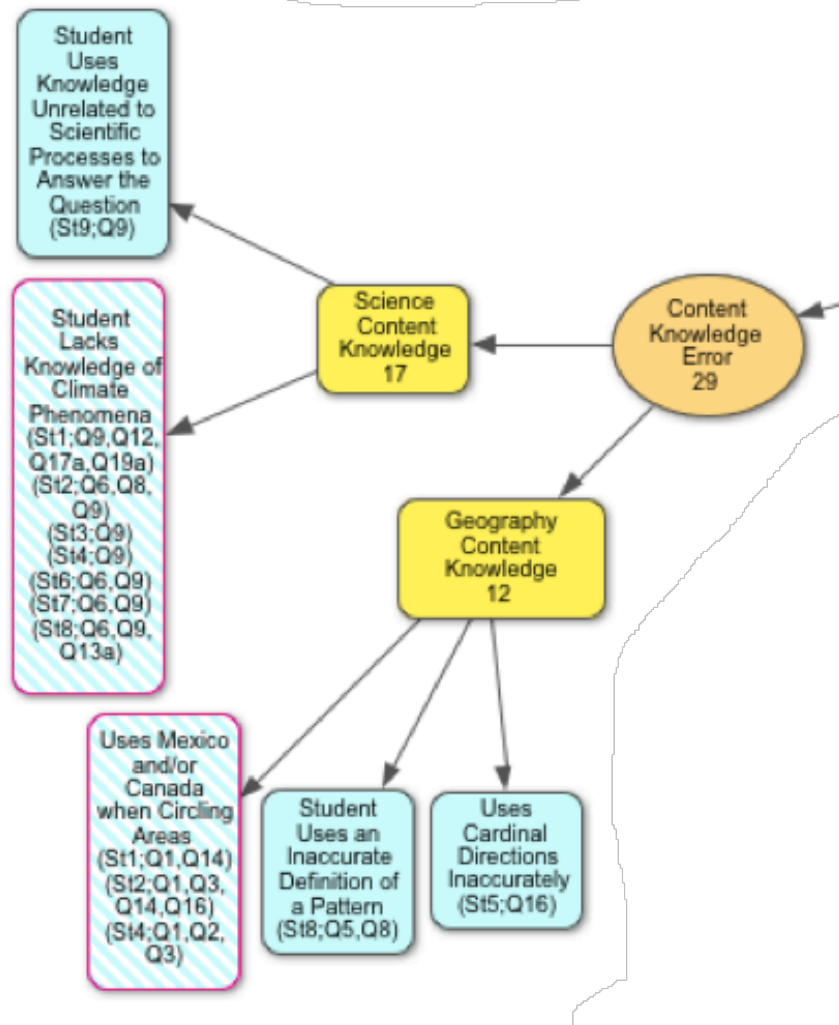 Student
Uses
Knowledge
Unrelated to
Scientific
Processes to
Answer the
Question
(St9;Q9)
Student
Lacks
Knowledge of
Climate
Phenomena
(St1;Q9,Q12,
Q17a,Q19a)
(St2;Q6,Q8,
Q9)
(St3;Q9)
(St4;Q9)
(St6;Q6,Q9)
(St7;Q6,Q9)
(St8;Q6,Q9,
Q13a)
Science
Content
Knowledge
17
Content
Knowledge
Error
29
Geography
Content
Knowledge
12
Uses Mexico
and/or
Canada
when Circling
Areas
(St1;Q1,Q14)
(St2;Q1,Q3,
Q14,Q16)
(St4;Q1,Q2,
Q3)
Student
Uses an
Inaccurate
Definition of
a Pattern
(St8;Q5,Q8)
Uses
Cardinal
Directions
Inaccurately
(St5;Q16)